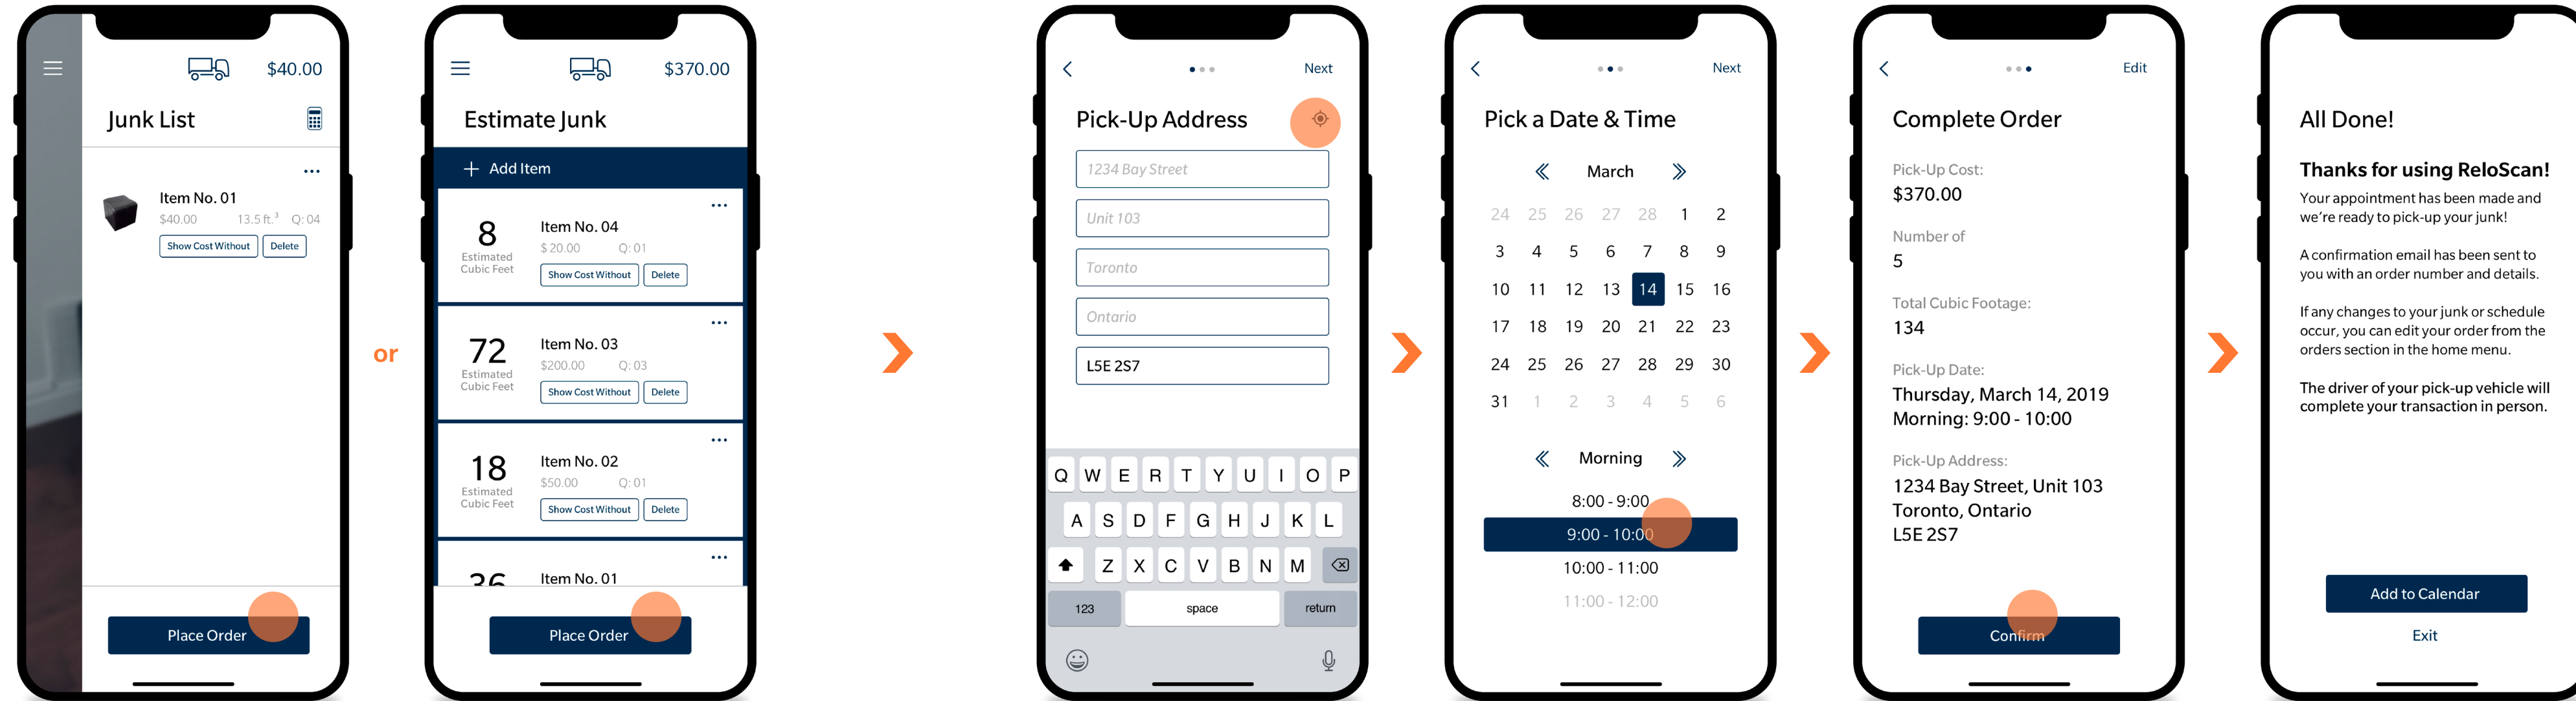 $40.00
Junk List
Item No. 01
$40.00 13.5 ft.³ Q: 04
Show Cost Without Delete
Place Order
or
$370.00
Estimate Junk
+ Add Item
8
Estimated
Cubic Feet
Item No. 04
$ 20.00 Q: 01
Show Cost Without Delete
72
Estimated
Cubic Feet
Item No. 03
$200.00 Q: 03
Show Cost Without Delete
18
Estimated
Cubic Feet
Item No. 02
$50.00 Q: 01
Show Cost Without Delete
36
Item No. 01
Place Order
Next
Pick-Up Address
1234 Bay Street
Unit 103
Toronto
Ontario
L5E 2S7
Q W E R T Y U I O P
A S D F G H J K L
Z X C V B N M
123 space return
Next
Pick a Date & Time
March
24 25 26 27 28 1 2
3 4 5 6 7 8 9
10 11 12 13 14 15 16
17 18 19 20 21 22 23
24 25 26 27 28 29 30
31 1 2 3 4 5 6
Morning
8:00 - 9:00
9:00 - 10:00
10:00 - 11:00
11:00 - 12:00
Edit
Complete Order
Pick-Up Cost:
$370.00
Number of
5
Total Cubic Footage:
134
Pick-Up Date:
Thursday, March 14, 2019
Morning: 9:00 - 10:00
Pick-Up Address:
1234 Bay Street, Unit 103
Toronto, Ontario
L5E 2S7
Confirm
All Done!
Thanks for using ReloScan!
Your appointment has been made and
we're ready to pick-up your junk!
A confirmation email has been sent to
you with an order number and details.
If any changes to your junk or schedule
occur, you can edit your order from the
orders section in the home menu.
The driver of your pick-up vehicle will
complete your transaction in person.
Add to Calendar
Exit